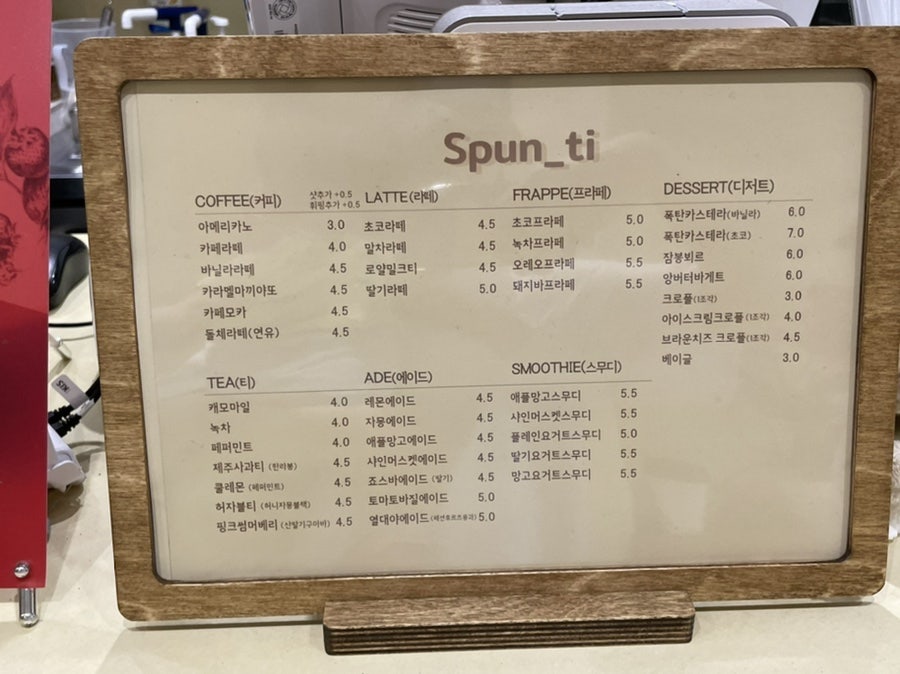 Spun_ti
COFFEE(커피) 샷추가 +0.5
휘핑추가 +0.5
아메리카노 3.0
카페라떼 4.0
바닐라라떼 4.5
카라멜마끼아또 4.5
카페모카 4.5
돌체라떼(연유) 4.5
LATTE(라떼)
초코라떼 4.5
말차라떼 4.5
로얄밀크티 4.5
딸기라떼 5.0
FRAPPE(프라페)
초코프라페 5.0
녹차프라페 5.0
오레오프라페 5.5
돼지바프라페 5.5
DESSERT(디저트)
폭탄카스테라(바닐라) 6.0
폭탄카스테라(초코) 7.0
잠봉뵈르 6.0
앙버터바게트 6.0
크로플(1조각) 3.0
아이스크림크로플(1조각) 4.0
브라운치즈 크로플(1조각) 4.5
베이글 3.0
TEA(티)
캐모마일 4.0
녹차 4.0
페퍼민트 4.0
제주사과티 (한라봉) 4.5
쿨레몬 (페퍼민트) 4.5
허자블티 (허니자몽블랙) 4.5
핑크썸머베리 (산딸기구아바) 4.5
ADE(에이드)
레몬에이드 4.5
자몽에이드 4.5
애플망고에이드 4.5
샤인머스켓에이드 4.5
죠스바에이드 (딸기) 4.5
토마토바질에이드 5.0
열대야에이드 5.0
SMOOTHIE(스무디)
애플망고스무디 5.5
샤인머스켓스무디 5.5
플레인요거트스무디 5.0
딸기요거트스무디 5.5
망고요거트스무디 5.5
SIX